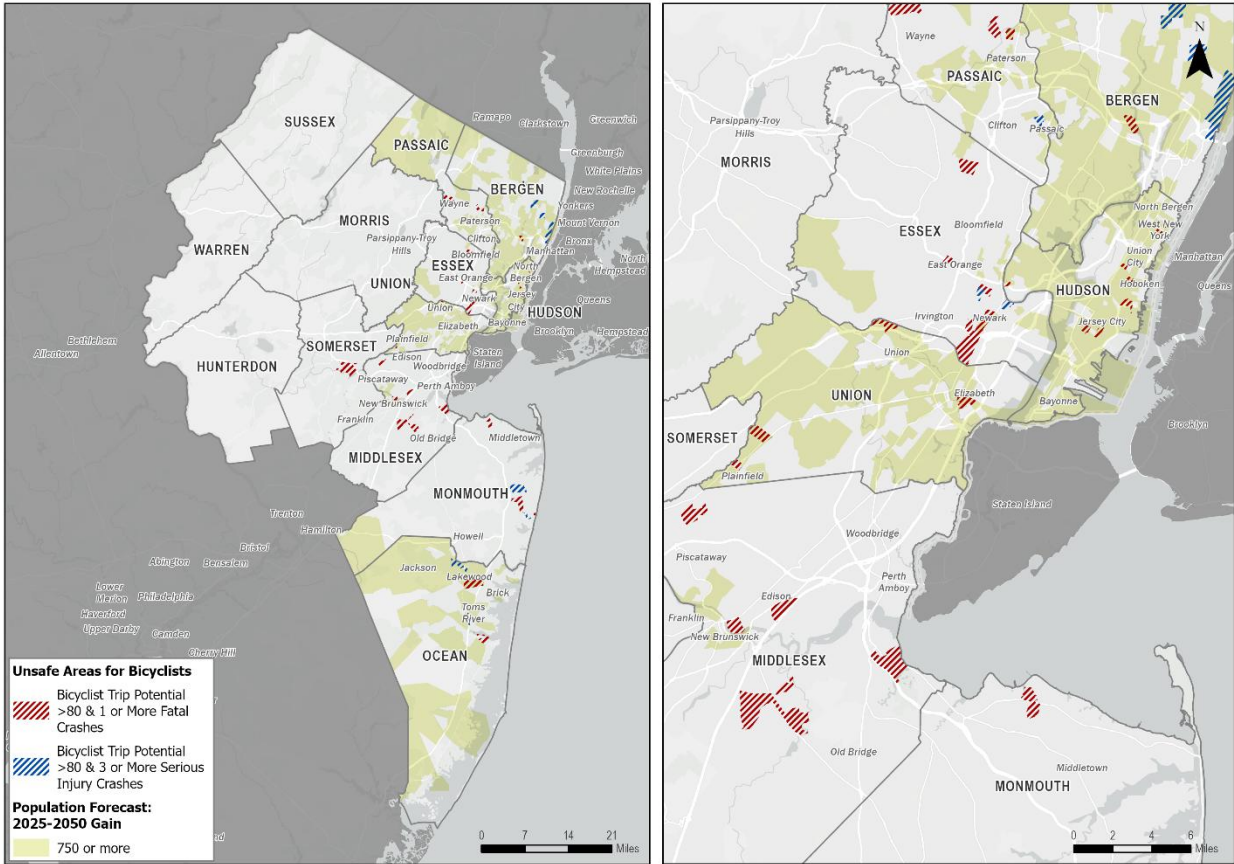 Ramapo
Clarkstown
Greenwich
SUSSEX
PASSAIC
Greenburgh
White Plains
BERGEN
New Rochelle
Wayne
Yonkers
MORRIS
Paterson
Mount Vernon
WARREN
Parsippany-Troy
Hills
Clifton
Bronx
Bloomfield
Manhattan
North
Hempstead
ESSEX
North
Bergen
East Orange
UNION
Newark
Jersey
City
Queens
Union
HUDSON
Elizabeth
Bayonne
Brooklyn
Hempstead
Bethlehem
Allentown
SOMERSET
Plainfield
Staten
Island
Edison
Woodbridge
HUNTERDON
Piscataway
Perth Amboy
New Brunswick
Franklin
Old Bridge
Middletown
MIDDLESEX
MONMOUTH
Trenton
Hamilton
Howell
Bristol
Abington
Bensalem
Jackson
Lakewood
Lower
Merion
Philadelphia
Brick
Haverford
Toms
River
Upper Darby
Camden
Cherry Hill
OCEAN
Unsafe Areas for Bicyclists
Bicyclist Trip Potential
>80 & 1 or More Fatal
Crashes
Bicyclist Trip Potential
>80 & 3 or More Serious
Injury Crashes
Population Forecast:
2025-2050 Gain
750 or more
0 7 14 21
Miles
N
Wayne
Paterson
PASSAIC
BERGEN
Parsippany-Troy
Hills
Clifton
Passaic
MORRIS
North Bergen
West New
York
Bloomfield
ESSEX
Union
City
Manhattan
East Orange
Hoboken
HUDSON
Queens
Irvington
Newark
Jersey City
Union
UNION
Elizabeth
Bayonne
Brooklyn
SOMERSET
Plainfield
Staten Island
Woodbridge
Piscataway
Perth
Amboy
Edison
Franklin
New Brunswick
MIDDLESEX
Old Bridge
Middletown
MONMOUTH
0 2 4 6
Miles